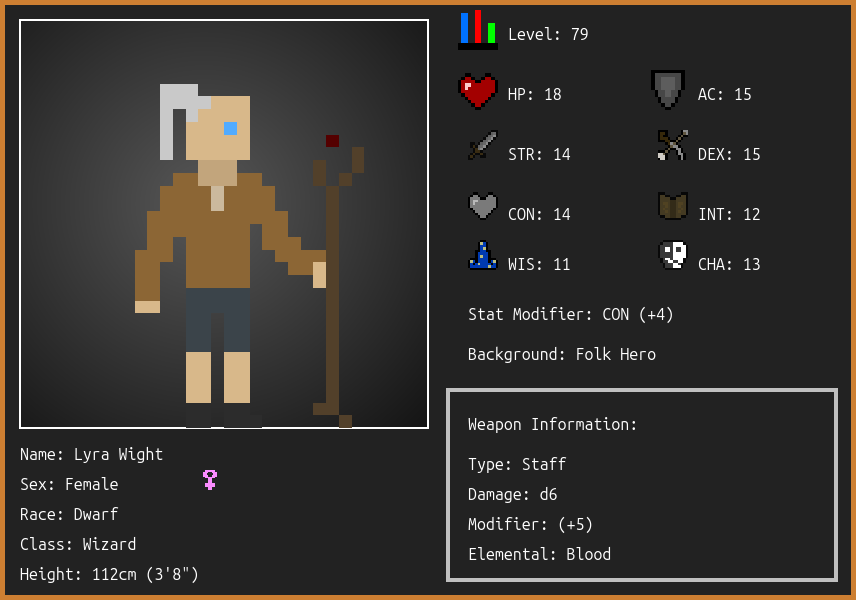 Level: 79
HP: 18
AC: 15
STR: 14
DEX: 15
CON: 14
INT: 12
WIS: 11
CHA: 13
Stat Modifier: CON (+4)
Background: Folk Hero
Weapon Information:
Type: Staff
Damage: d6
Modifier: (+5)
Elemental: Blood
Name: Lyra Wight
Sex: Female
Race: Dwarf
Class: Wizard
Height: 112cm (3'8")